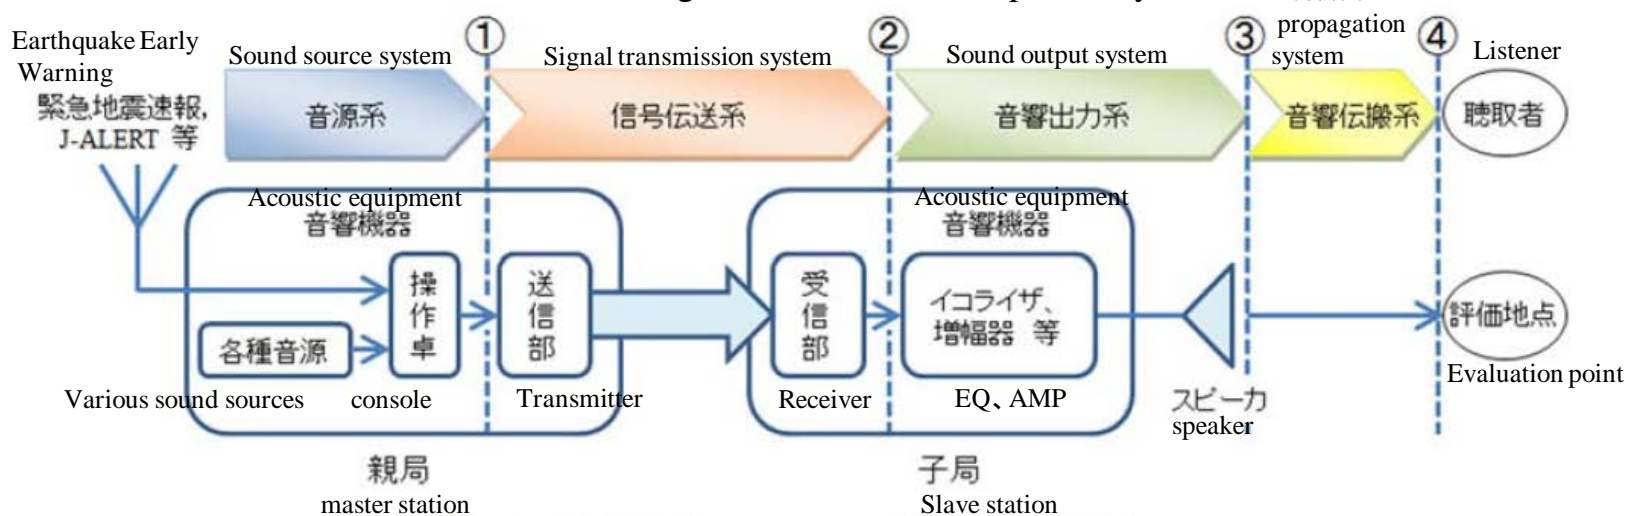 propagation
system
① ② ③ ④
Earthquake Early
Warning
緊急地震速報,
J-ALERT 等
Sound source system
音源系
Signal transmission system
信号伝送系
Sound output system
音響出力系
音響伝搬系
Listener
聴取者
Acoustic equipment
音響機器
操作卓
送信部
各種音源
Various sound sources
console
Transmitter
親局
master station
Acoustic equipment
音響機器
受信部
イコライザ、
増幅器 等
Receiver
EQ、AMP
子局
Slave station
スピーカ
speaker
評価地点
Evaluation point